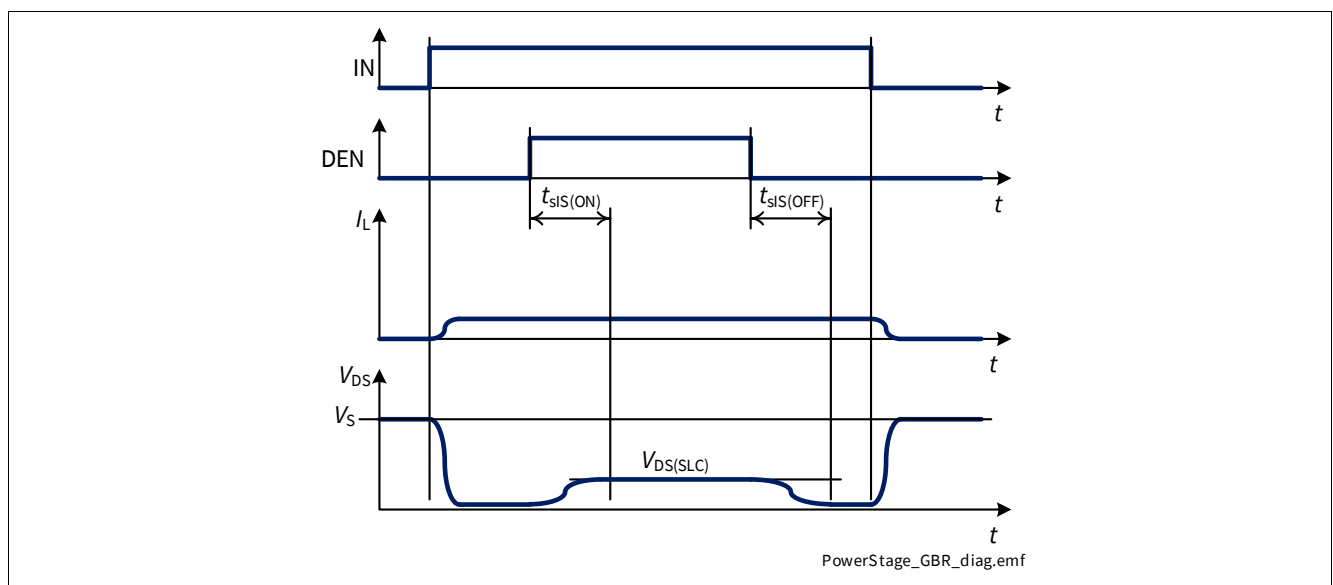 IN
t
DEN
t
tsIS(ON)
tsIS(OFF)
IL
t
VDS
VS
VDS(SLC)
t
PowerStage_GBR_diag.emf